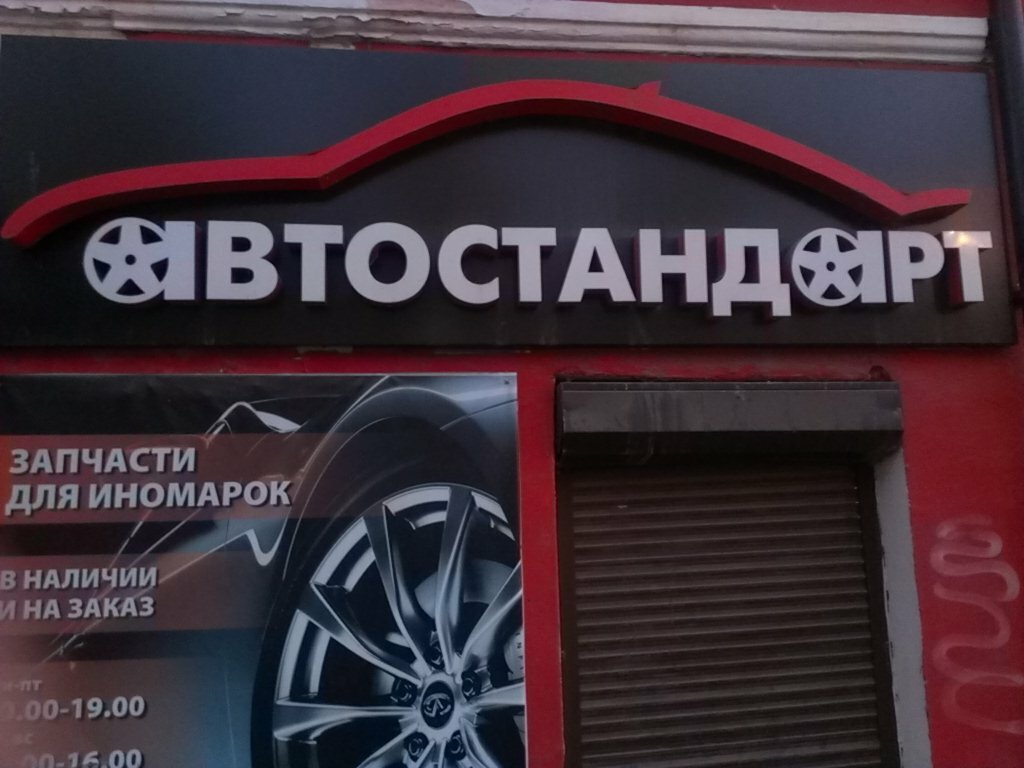 АВТОСТАНДАРТ
ЗАПЧАСТИ
ДЛЯ ИНОМАРОК
В НАЛИЧИИ
И НА ЗАКАЗ